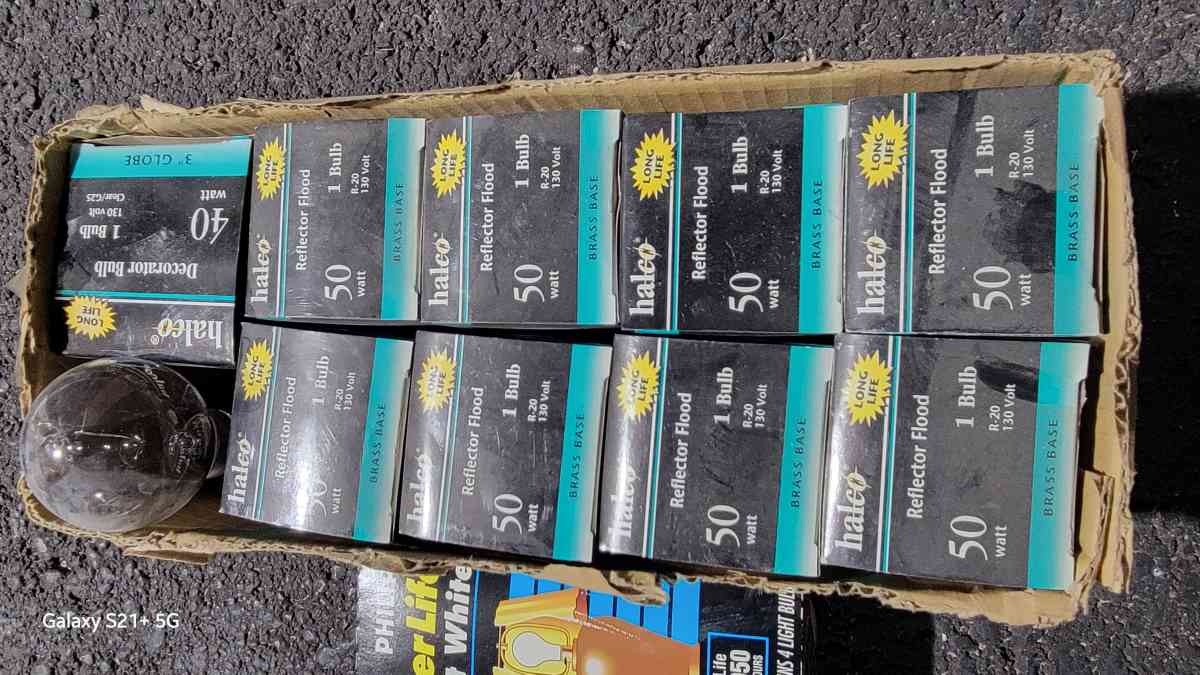 halco®
LONG
LIFE
Decorator Bulb
40
watt
1 Bulb
130 volt
Clear/G25
3" GLOBE
halco®
LONG
LIFE
Reflector Flood
50
watt
1 Bulb
R-20
130 Volt
BRASS BASE
halco®
LONG
LIFE
Reflector Flood
50
watt
1 Bulb
R-20
130 Volt
BRASS BASE
halco®
LONG
LIFE
Reflector Flood
50
watt
1 Bulb
R-20
130 Volt
BRASS BASE
halco®
LONG
LIFE
Reflector Flood
50
watt
1 Bulb
R-20
130 Volt
BRASS BASE
halco®
LONG
LIFE
Reflector Flood
50
watt
1 Bulb
R-20
130 Volt
BRASS BASE
halco®
LONG
LIFE
Reflector Flood
50
watt
1 Bulb
R-20
130 Volt
BRASS BASE
halco®
LONG
LIFE
Reflector Flood
50
watt
1 Bulb
R-20
130 Volt
BRASS BASE
halco®
LONG
LIFE
Reflector Flood
50
watt
1 Bulb
R-20
130 Volt
BRASS BASE
White
Life
4 LIGHT
Galaxy S21+ 5G